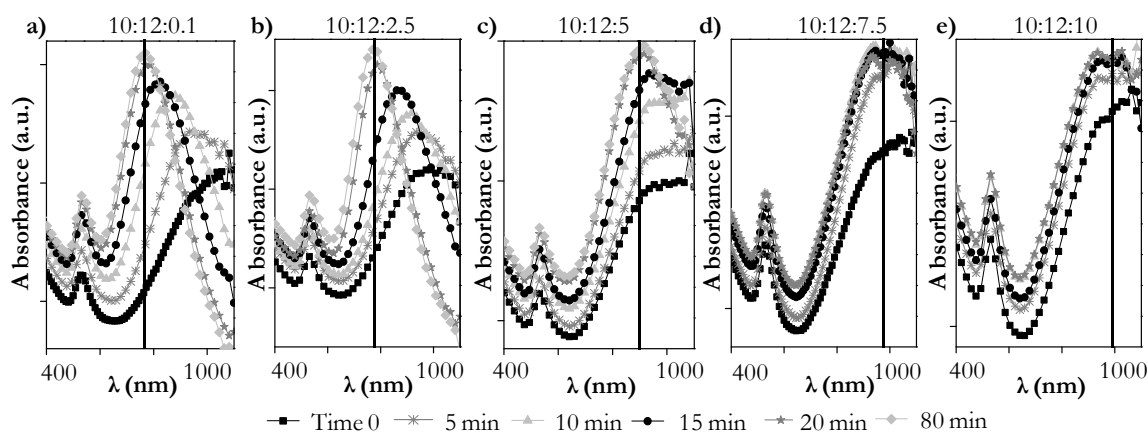 a) 10:12:0.1
b) 10:12:2.5
c) 10:12:5
d) 10:12:7.5
e) 10:12:10
A bsorbance (a.u.)
A bsorbance (a.u.)
A bsorbance (a.u.)
A bsorbance (a.u.)
A bsorbance (a.u.)
400 1000
400 1000
400 1000
400 1000
400 1000
λ (nm)
λ (nm)
λ (nm)
λ (nm)
λ (nm)
Time 0 5 min 10 min 15 min 20 min 80 min